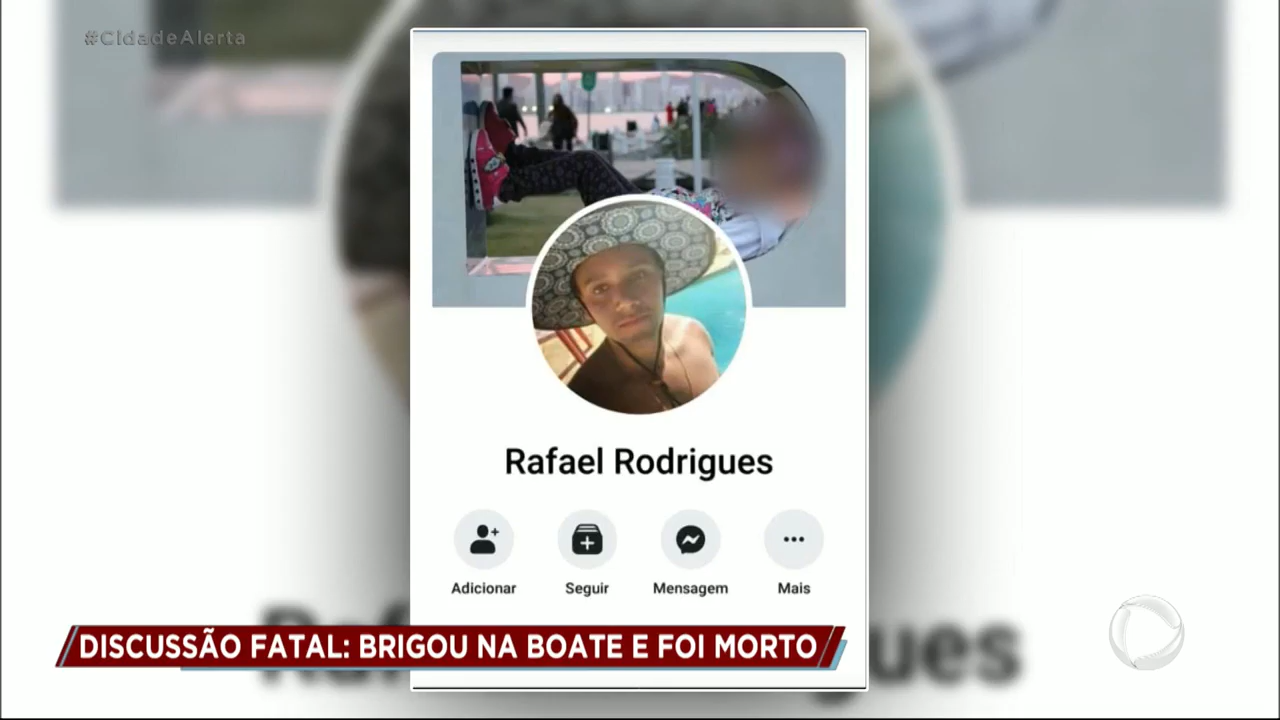 #CidadeAlerta
Rafael Rodrigues
Adicionar
Seguir
Mensagem
Mais
DISCUSSÃO FATAL: BRIGOU NA BOATE E FOI MORTO